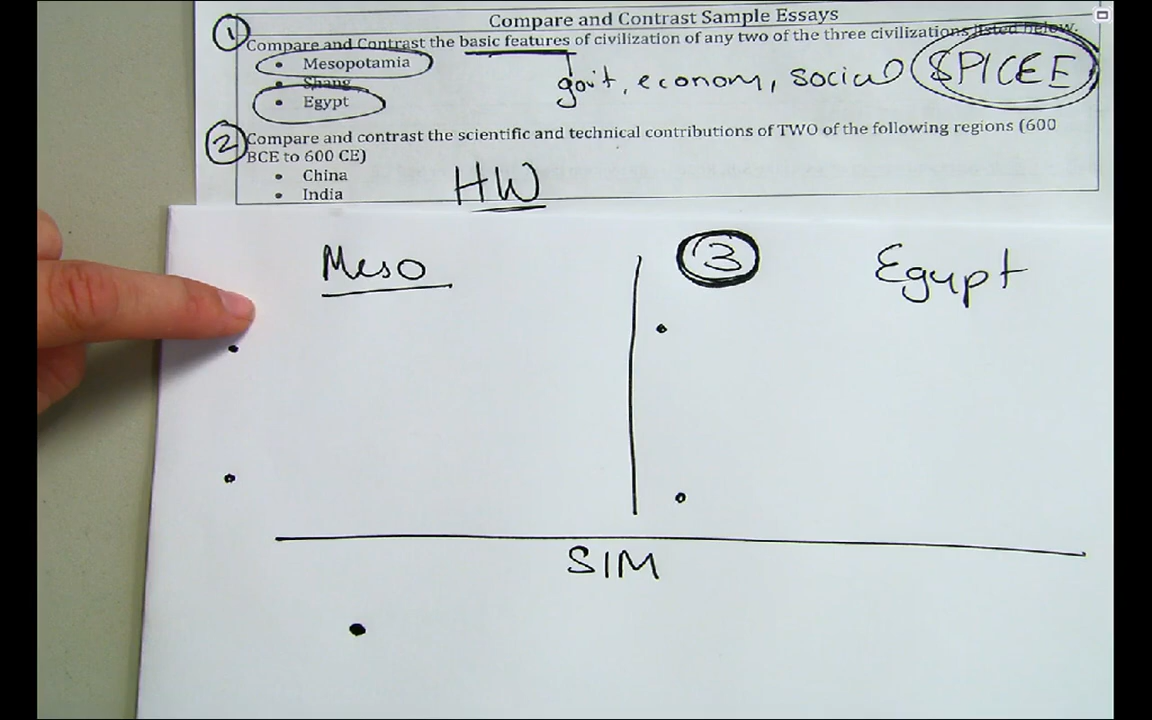 Compare and Contrast Sample Essays
1 Compare and Contrast the basic features of civilization of any two of the three civilizations listed below.
• Mesopotamia
gov't, econom, social SPICEE
• Shang
• Egypt
2 Compare and contrast the scientific and technical contributions of TWO of the following regions (600
BCE to 600 CE)
• China
• India
HW
Meso
3
Egypt
SIM